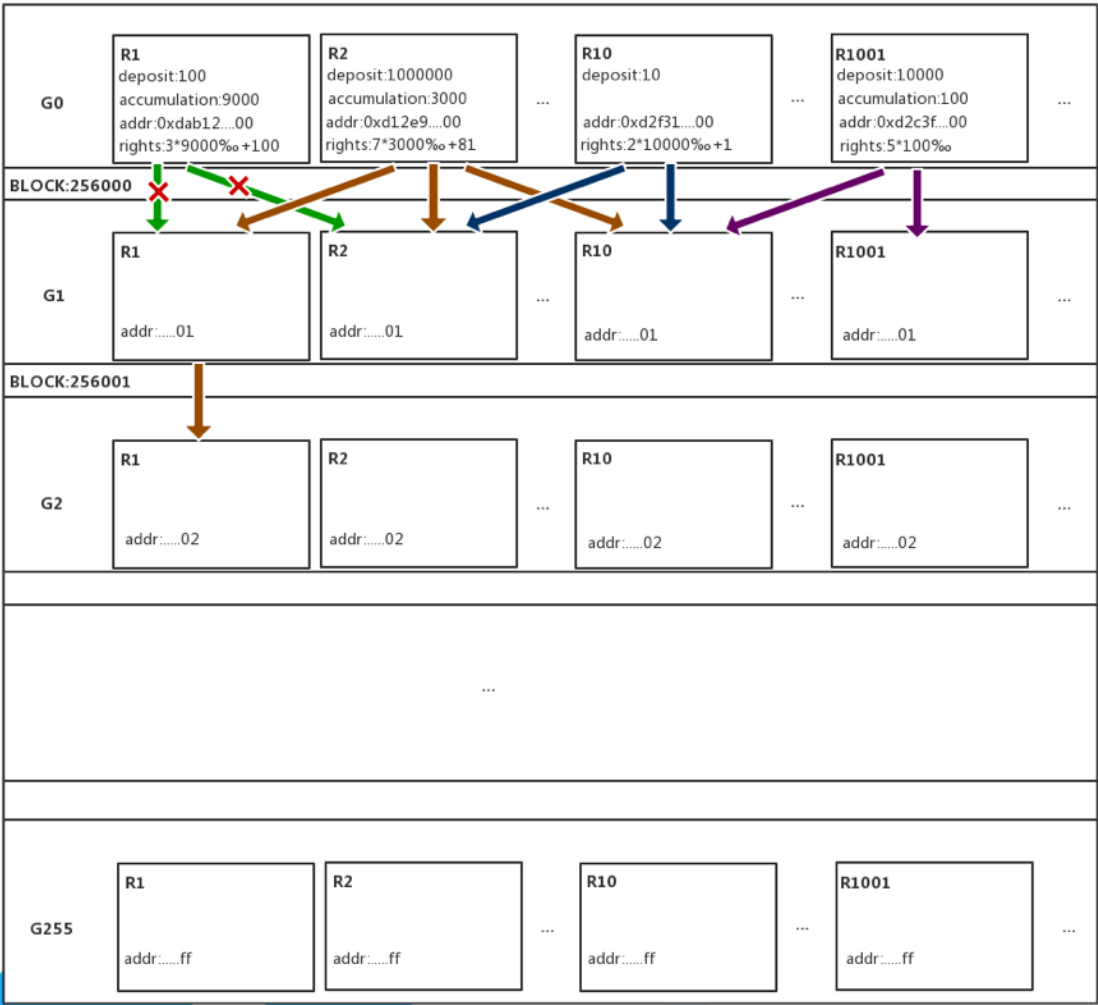 G0
R1
deposit:100
accumulation:9000
addr:0xdab12....00
rights:3*9000‰+100
R2
deposit:1000000
accumulation:3000
addr:0xd12e9....00
rights:7*3000‰+81
...
R10
deposit:10
addr:0xd2f31....00
rights:2*10000‰+1
...
R1001
deposit:10000
accumulation:100
addr:0xd2c3f....00
rights:5*100‰
...
BLOCK:256000
G1
R1
addr:.....01
R2
addr:.....01
...
R10
addr:.....01
...
R1001
addr:.....01
...
BLOCK:256001
G2
R1
addr:.....02
R2
addr:.....02
...
R10
addr:.....02
...
R1001
addr:.....02
...
...
G255
R1
addr:.....ff
R2
addr:.....ff
...
R10
addr:.....ff
...
R1001
addr:.....ff
...